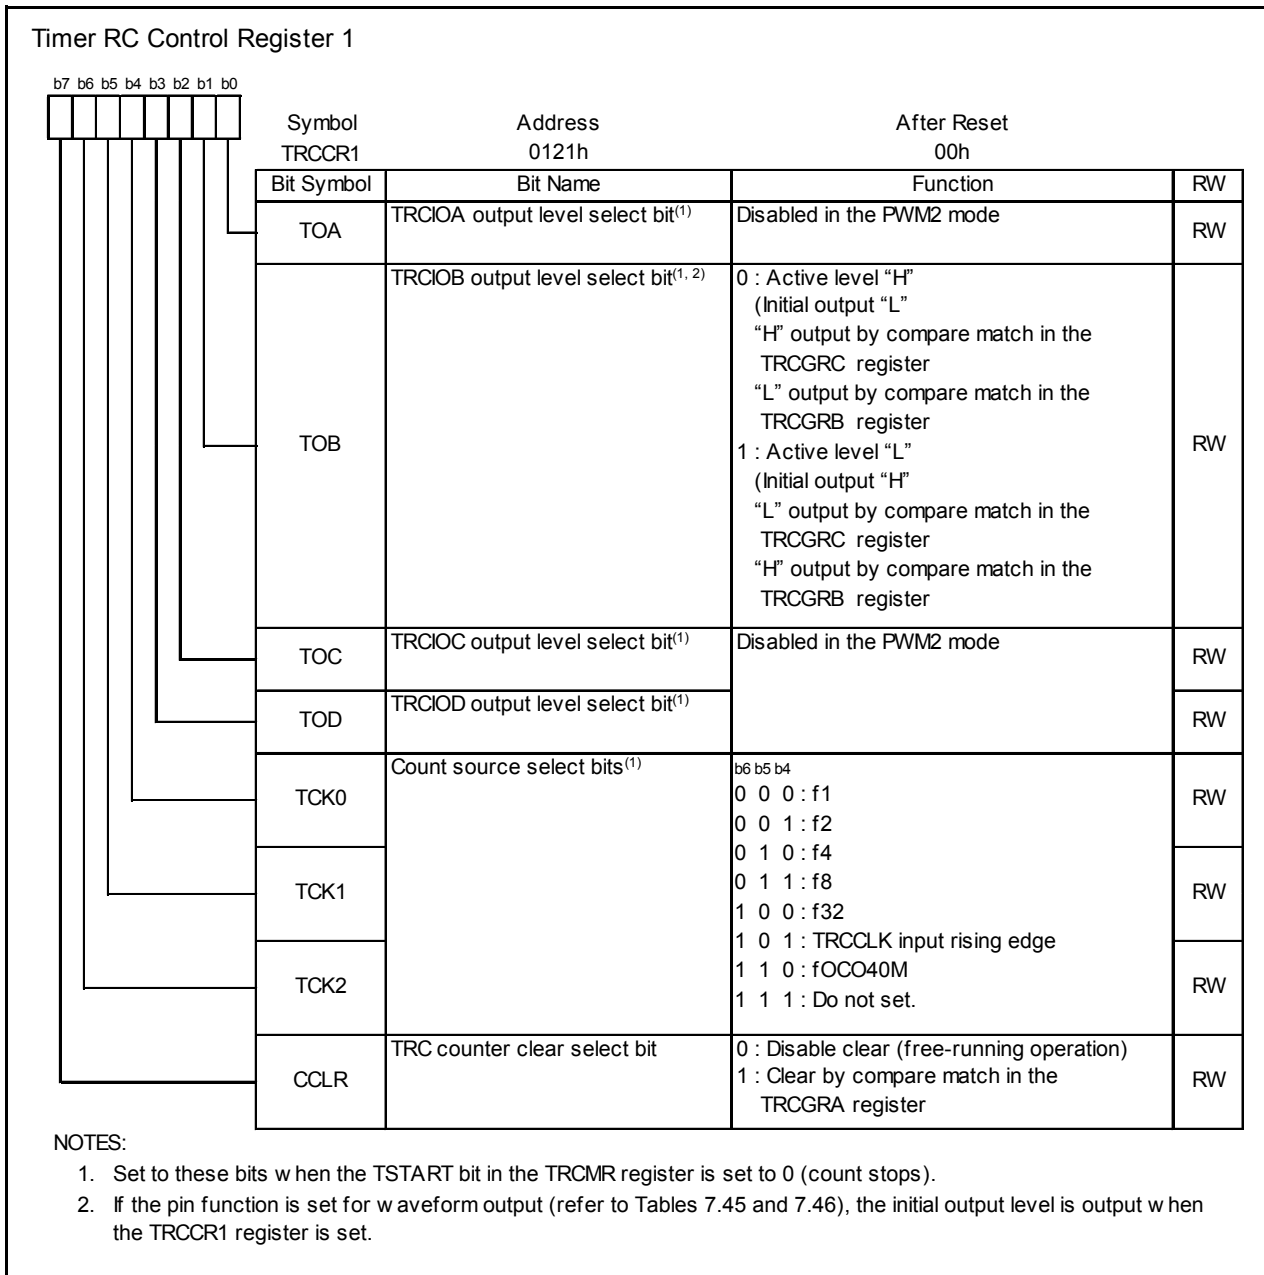 Timer RC Control Register 1
b7 b6 b5 b4 b3 b2 b1 b0
Symbol Address After Reset
TRCCR1 0121h 00h
Bit Symbol Bit Name Function RW
TOA TRCIOA output level select bit(1) Disabled in the PWM2 mode RW
TOB TRCIOB output level select bit(1, 2) 0 : Active level “H”
(Initial output “L”
“H” output by compare match in the
TRCGRC register
“L” output by compare match in the
TRCGRB register
1 : Active level “L”
(Initial output “H”
“L” output by compare match in the
TRCGRC register
“H” output by compare match in the
TRCGRB register
RW
TOC TRCIOC output level select bit(1) Disabled in the PWM2 mode RW
TOD TRCIOD output level select bit(1) RW
TCK0 Count source select bits(1) b6 b5 b4
0 0 0 : f1 RW
0 0 1 : f2
0 1 0 : f4
TCK1 0 1 1 : f8 RW
1 0 0 : f32
1 0 1 : TRCCLK input rising edge
TCK2 1 1 0 : fOCO40M RW
1 1 1 : Do not set.
CCLR TRC counter clear select bit 0 : Disable clear (free-running operation)
1 : Clear by compare match in the
TRCGRA register
RW
NOTES:
1. Set to these bits when the TSTART bit in the TRCMR register is set to 0 (count stops).
2. If the pin function is set for waveform output (refer to Tables 7.45 and 7.46), the initial output level is output when
the TRCCR1 register is set.